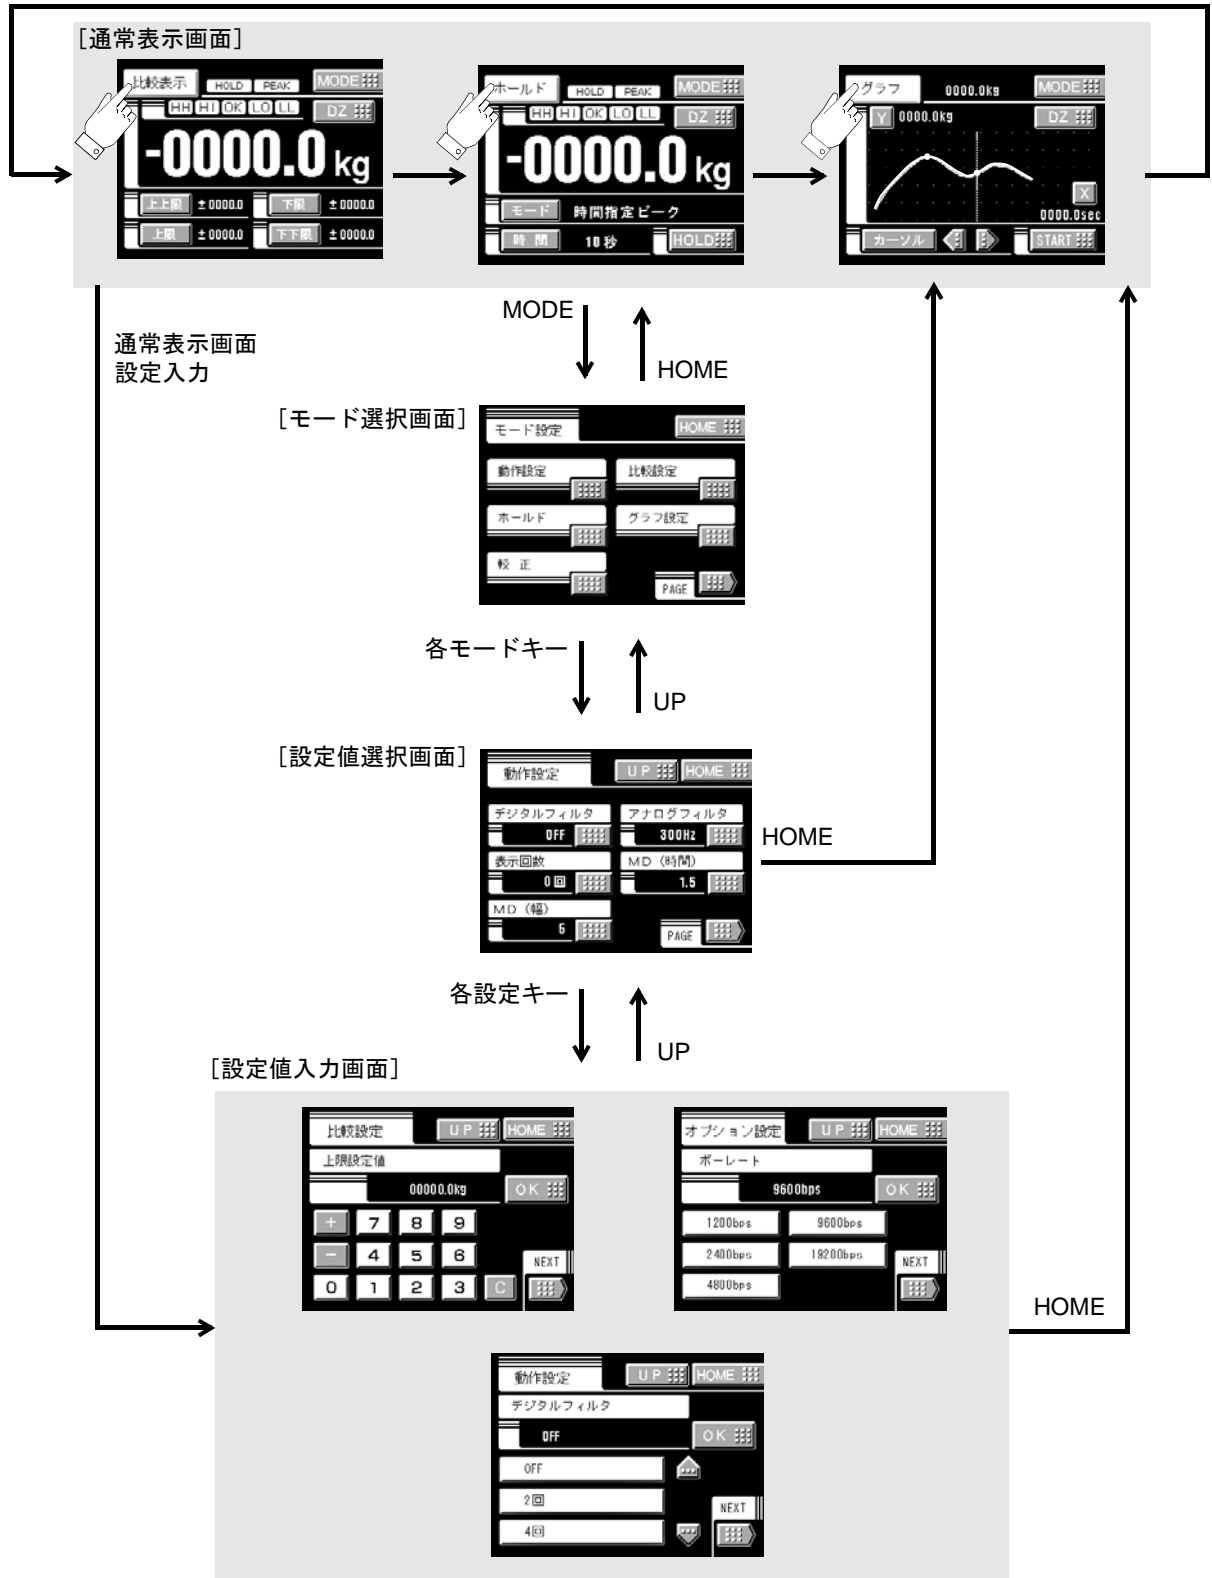 ［通常表示画面］
比較表示 HOLD PEAK MODE
HH HI OK LO LL DZ
-0000.0 kg
上上限 ±0000.0 下限 ±0000.0
上限 ±0000.0 下下限 ±0000.0
ホールド HOLD PEAK MODE
HH HI OK LO LL DZ
-0000.0 kg
モード 時間指定ピーク
時間 10秒 HOLD
グラフ 0000.0kg MODE
Y 0000.0kg DZ
X
0000.0sec
カーソル START
MODE
HOME
通常表示画面
設定入力
［モード選択画面］
モード設定 HOME
動作設定 比較設定
ホールド グラフ設定
較 正
PAGE
各モードキー
UP
［設定値選択画面］
動作設定 UP HOME
デジタルフィルタ アナログフィルタ
OFF 300Hz
表示回数 MD（時間）
0回 1.5
MD（幅）
5 PAGE
HOME
各設定キー
UP
［設定値入力画面］
比較設定 UP HOME
上限設定値
00000.0kg OK
+ 7 8 9
- 4 5 6 NEXT
0 1 2 3 C
オプション設定 UP HOME
ボーレート
9600bps OK
1200bps 9600bps
2400bps 19200bps NEXT
4800bps
HOME
動作設定 UP HOME
デジタルフィルタ
OFF OK
OFF
2回 NEXT
4回